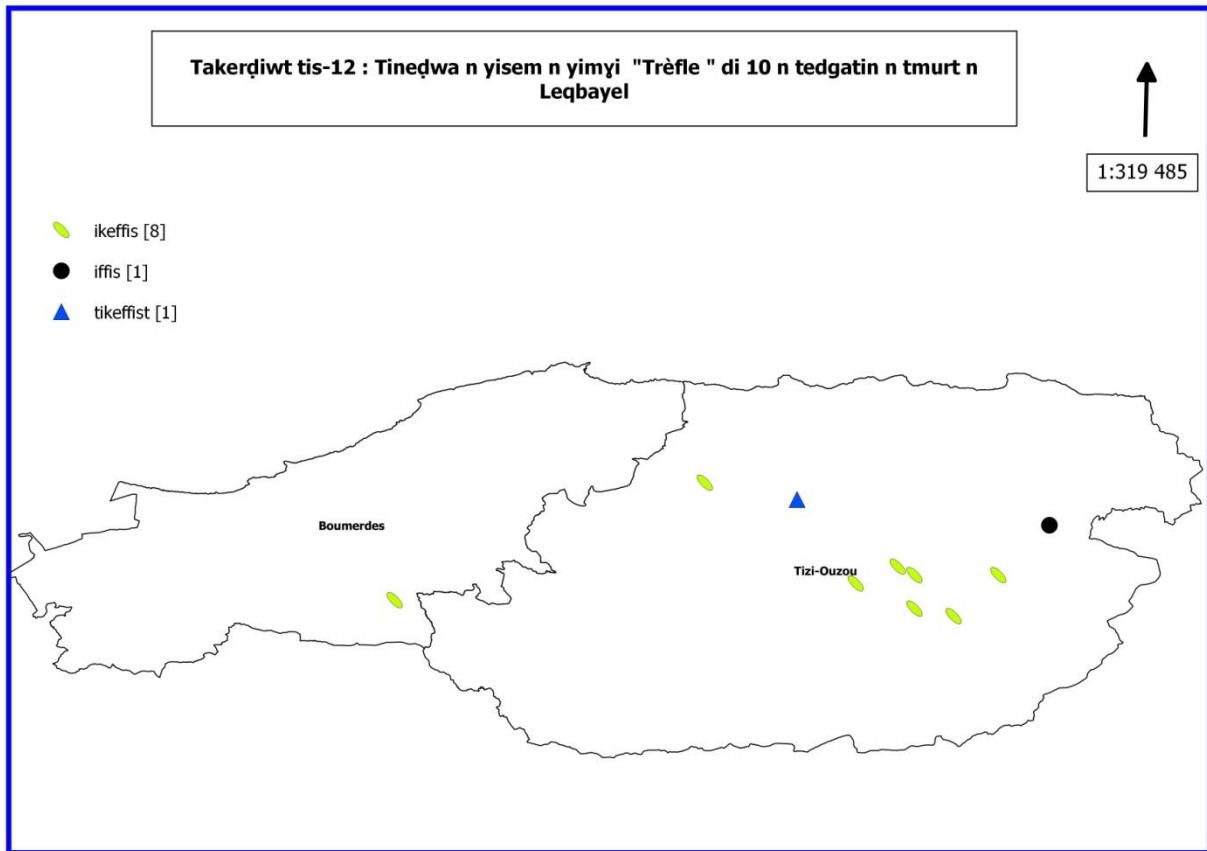 Takerḍiwt tis-12 : Tineḍwa n yisem n yimɣi "Trèfle " di 10 n tedgatin n tmurt n
Leqbayel
1:319 485
ikeffis [8]
iffis [1]
tikeffist [1]
Boumerdes
Tizi-Ouzou